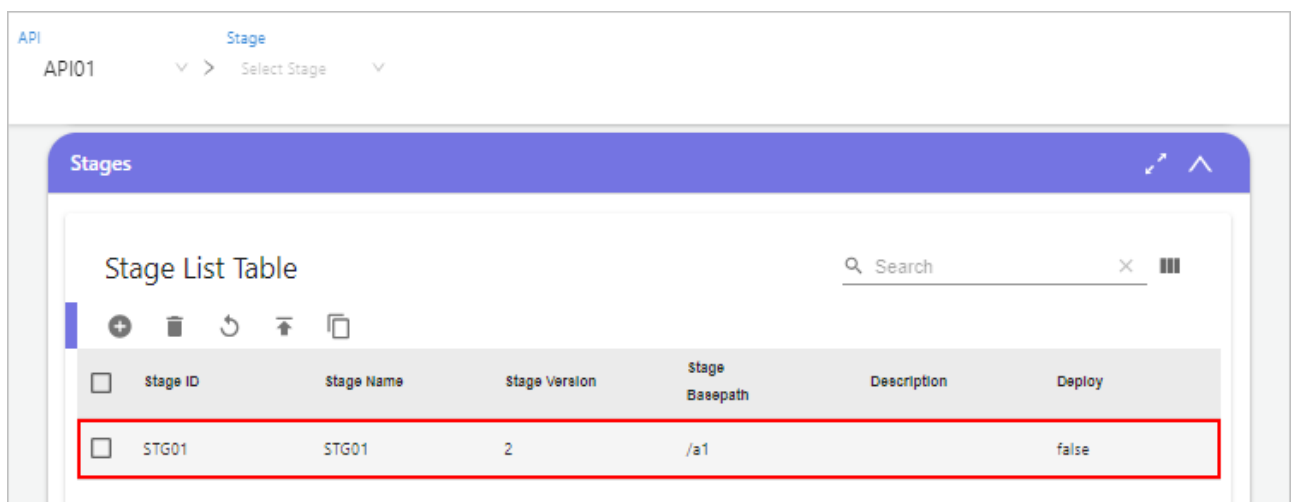 API Stage
API01 > Select Stage
Stages
Stage List Table Search
Stage ID Stage Name Stage Version Stage Basepath Description Deploy
STG01 STG01 2 /a1 false